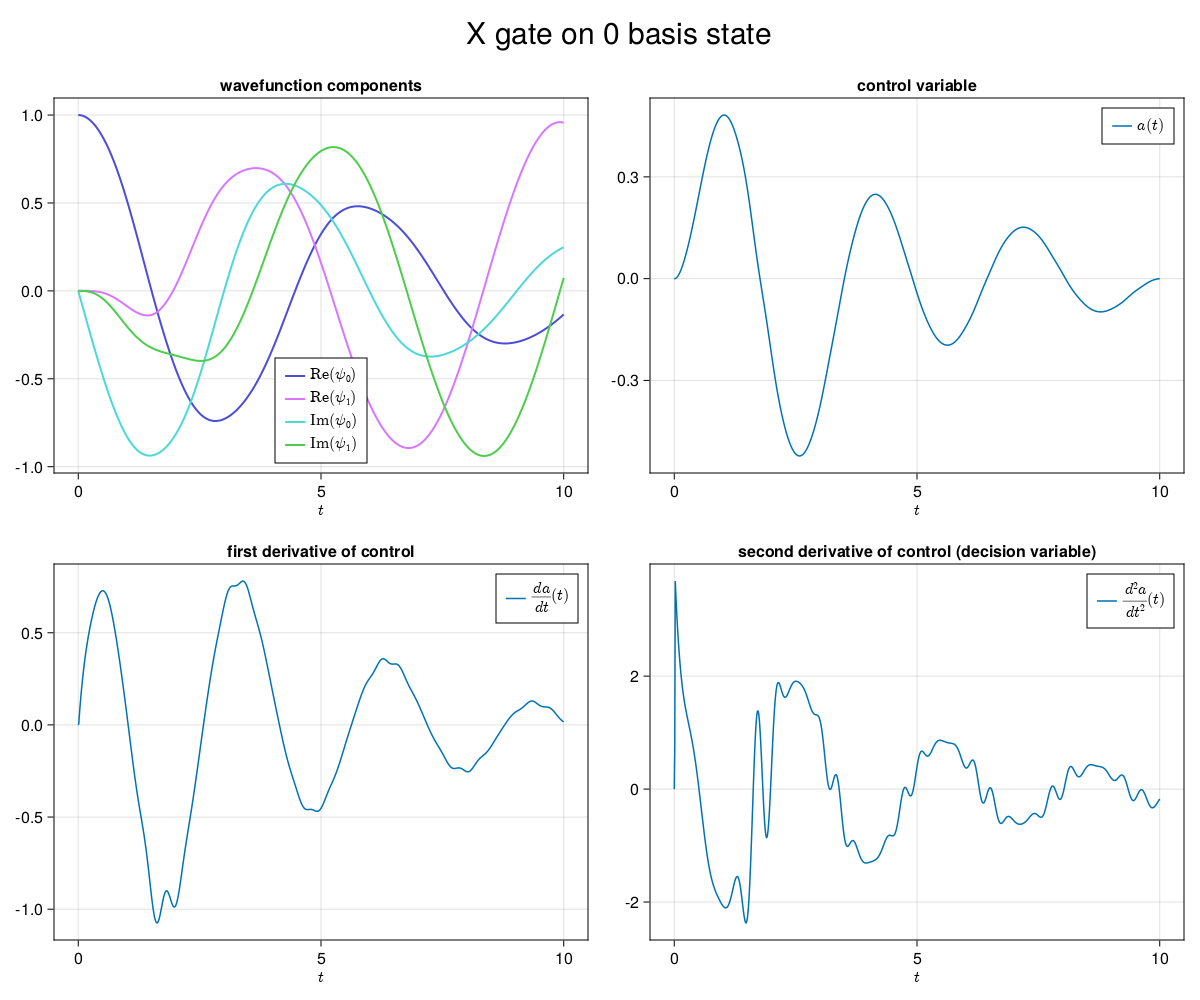 X gate on 0 basis state
wavefunction components
1.0
0.5
0.0
-0.5
-1.0
Re(ψ₀)
Re(ψ₁)
Im(ψ₀)
Im(ψ₁)
0 5 10
t
control variable
a(t)
0.3
0.0
-0.3
0 5 10
t
first derivative of control
da/dt (t)
0.5
0.0
-0.5
-1.0
0 5 10
t
second derivative of control (decision variable)
d²a/dt² (t)
2
0
-2
0 5 10
t